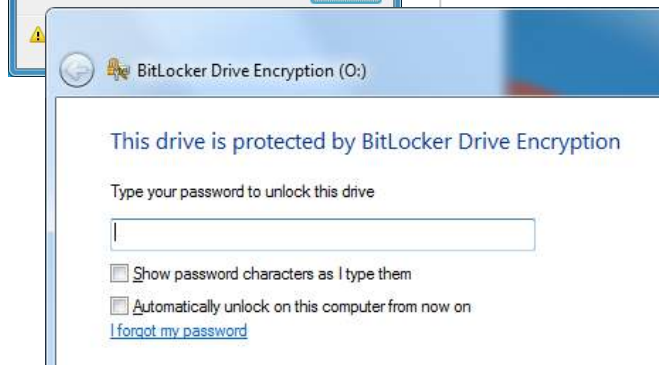 BitLocker Drive Encryption (O:)
This drive is protected by BitLocker Drive Encryption
Type your password to unlock this drive
Show password characters as I type them
Automatically unlock on this computer from now on
I forgot my password